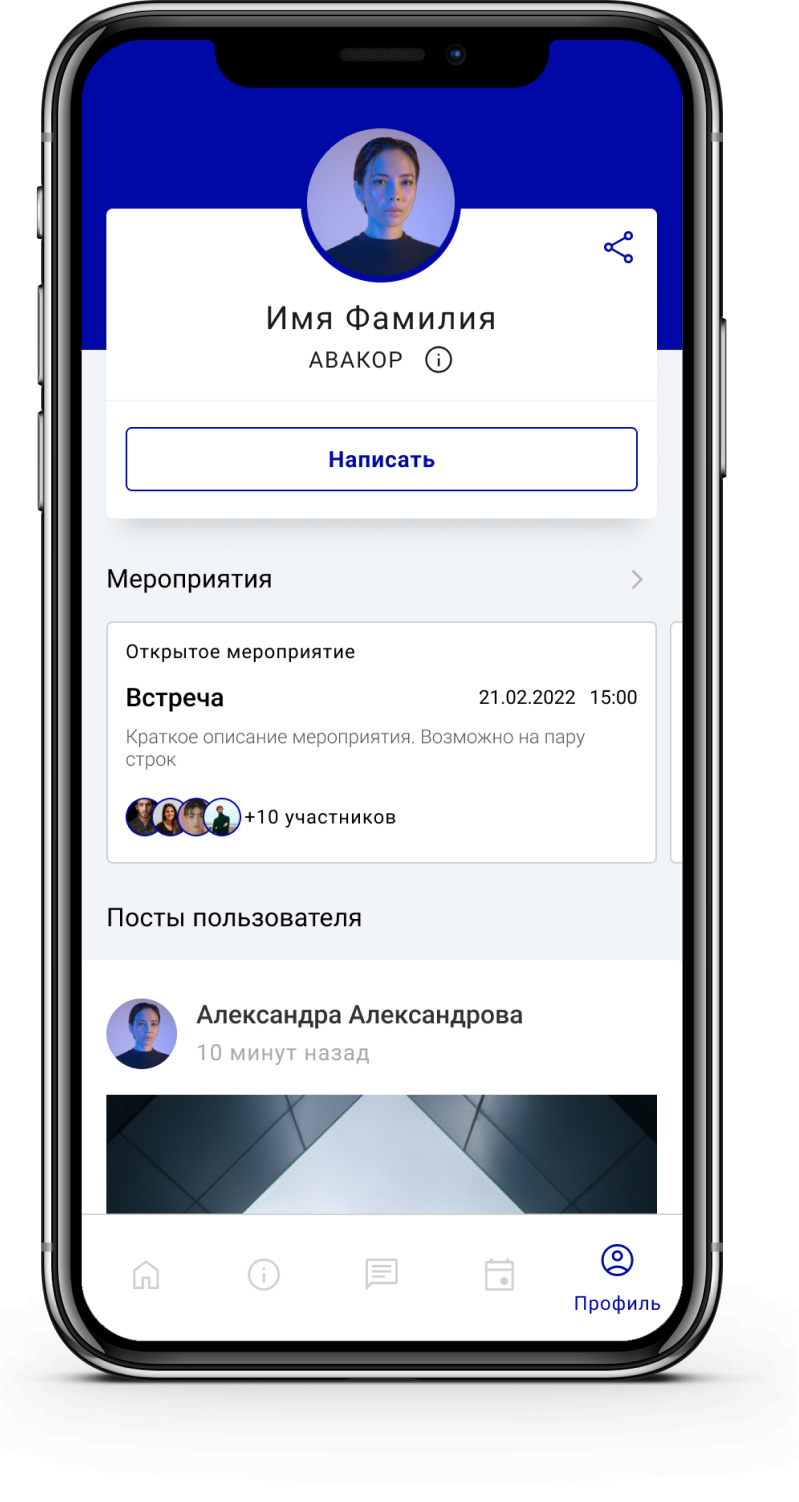 Имя Фамилия
АВАКОР
Написать
Мероприятия
Открытое мероприятие
Встреча 21.02.2022 15:00
Краткое описание мероприятия. Возможно на пару
строк
+10 участников
Посты пользователя
Александра Александрова
10 минут назад
Профиль